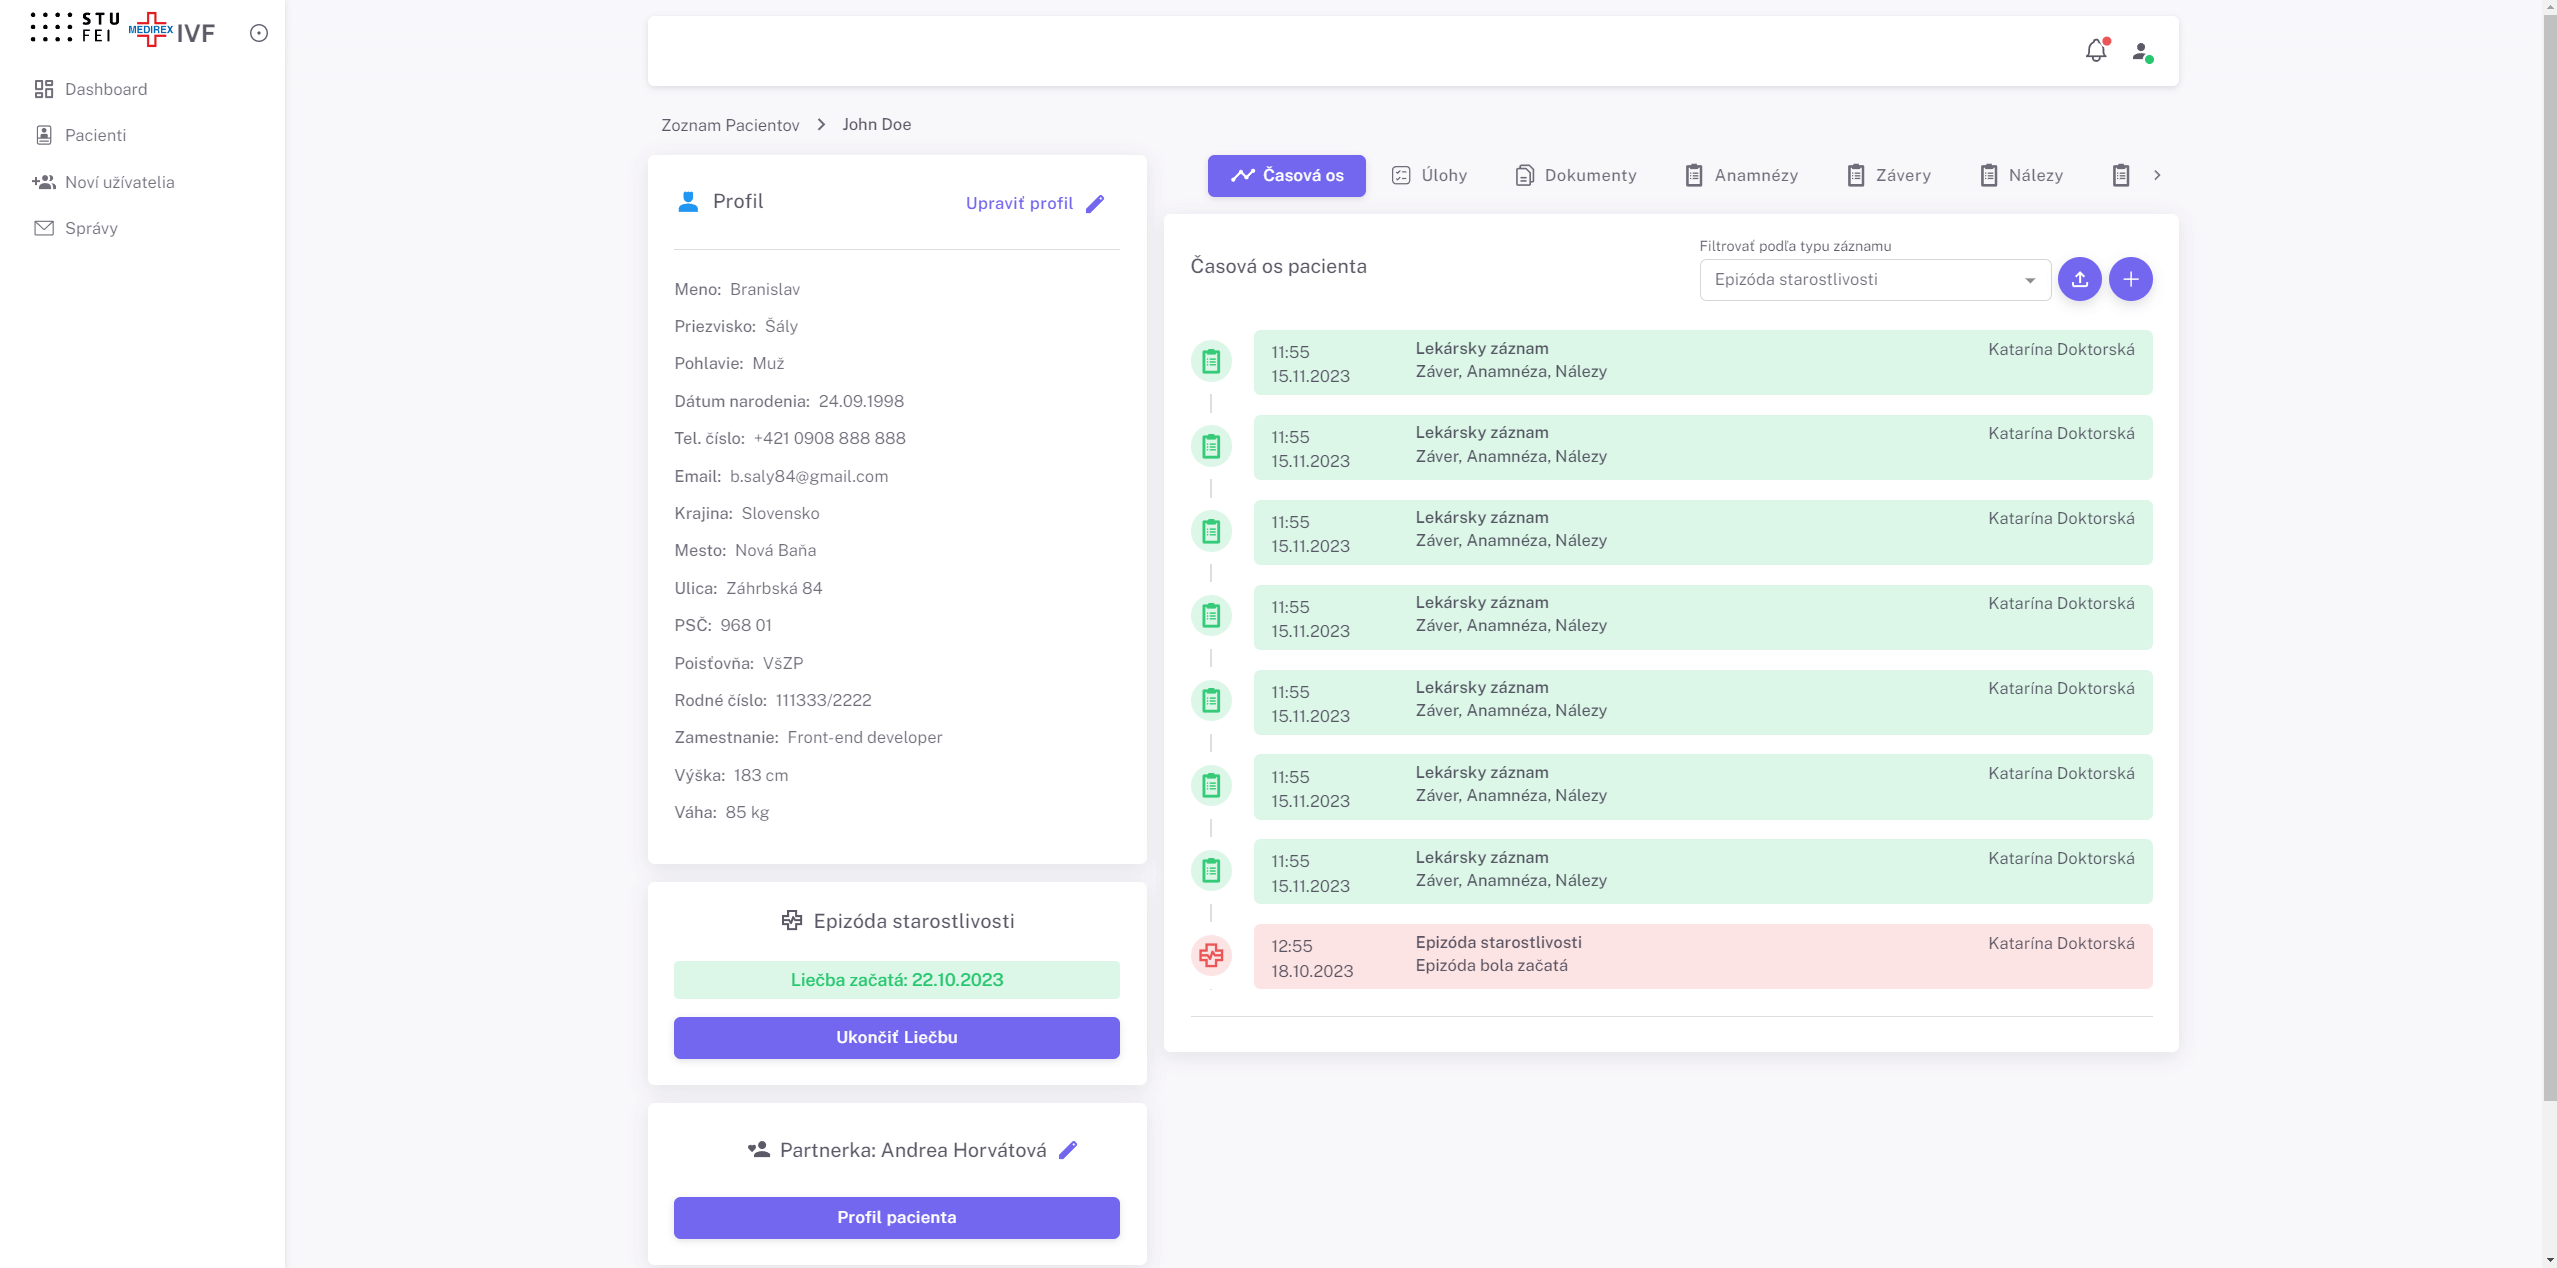 STU
FEI
MEDIREX
IVF
Dashboard
Pacienti
Noví užívatelia
Správy
Zoznam Pacientov
John Doe
Profil
Upraviť profil
Meno: Branislav
Priezvisko: Šály
Pohlavie: Muž
Dátum narodenia: 24.09.1998
Tel. číslo: +421 0908 888 888
Email: b.saly84@gmail.com
Krajina: Slovensko
Mesto: Nová Baňa
Ulica: Záhrbská 84
PSČ: 968 01
Poisťovňa: VšZP
Rodné číslo: 111333/2222
Zamestnanie: Front-end developer
Výška: 183 cm
Váha: 85 kg
Epizóda starostlivosti
Liečba začatá: 22.10.2023
Ukončiť Liečbu
Partnerka: Andrea Horvátová
Profil pacienta
Časová os
Úlohy
Dokumenty
Anamnézy
Závery
Nálezy
Časová os pacienta
Filtrovať podľa typu záznamu
Epizóda starostlivosti
11:55
15.11.2023
Lekársky záznam
Záver, Anamnéza, Nálezy
Katarína Doktorská
11:55
15.11.2023
Lekársky záznam
Záver, Anamnéza, Nálezy
Katarína Doktorská
11:55
15.11.2023
Lekársky záznam
Záver, Anamnéza, Nálezy
Katarína Doktorská
11:55
15.11.2023
Lekársky záznam
Záver, Anamnéza, Nálezy
Katarína Doktorská
11:55
15.11.2023
Lekársky záznam
Záver, Anamnéza, Nálezy
Katarína Doktorská
11:55
15.11.2023
Lekársky záznam
Záver, Anamnéza, Nálezy
Katarína Doktorská
11:55
15.11.2023
Lekársky záznam
Záver, Anamnéza, Nálezy
Katarína Doktorská
12:55
18.10.2023
Epizóda starostlivosti
Epizóda bola začatá
Katarína Doktorská